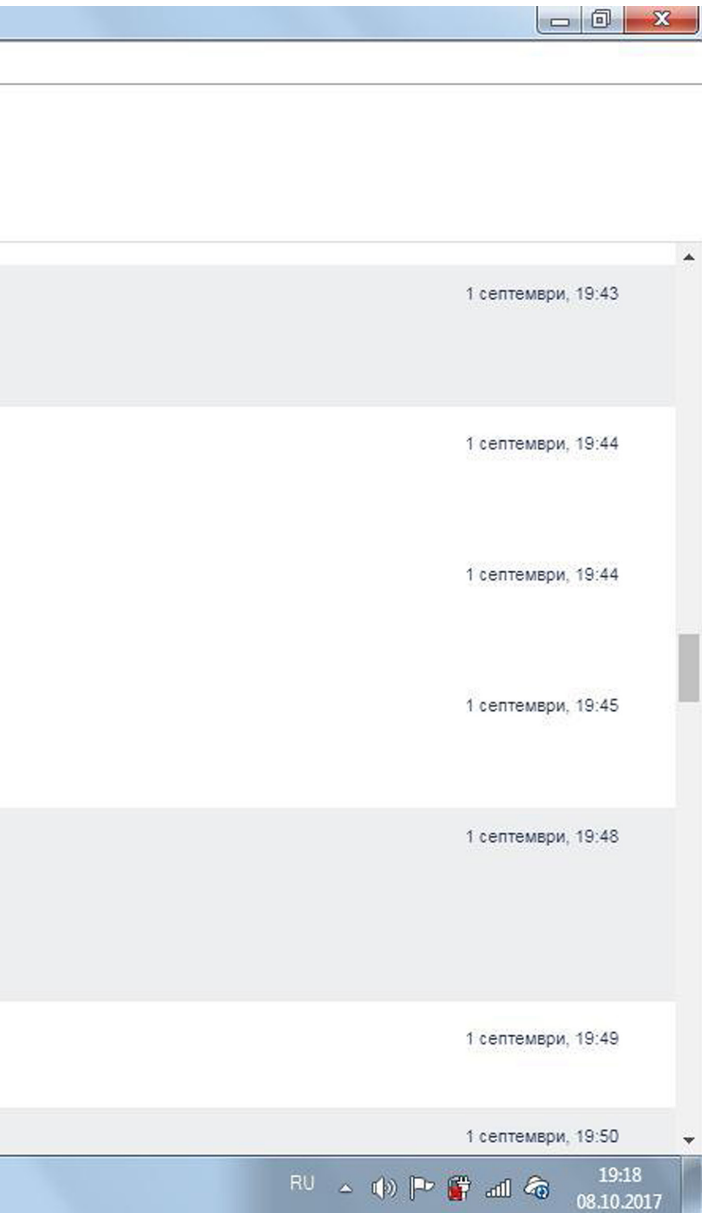 1 септември, 19:43
1 септември, 19:44
1 септември, 19:44
1 септември, 19:45
1 септември, 19:48
1 септември, 19:49
1 септември, 19:50
RU
19:18
08.10.2017